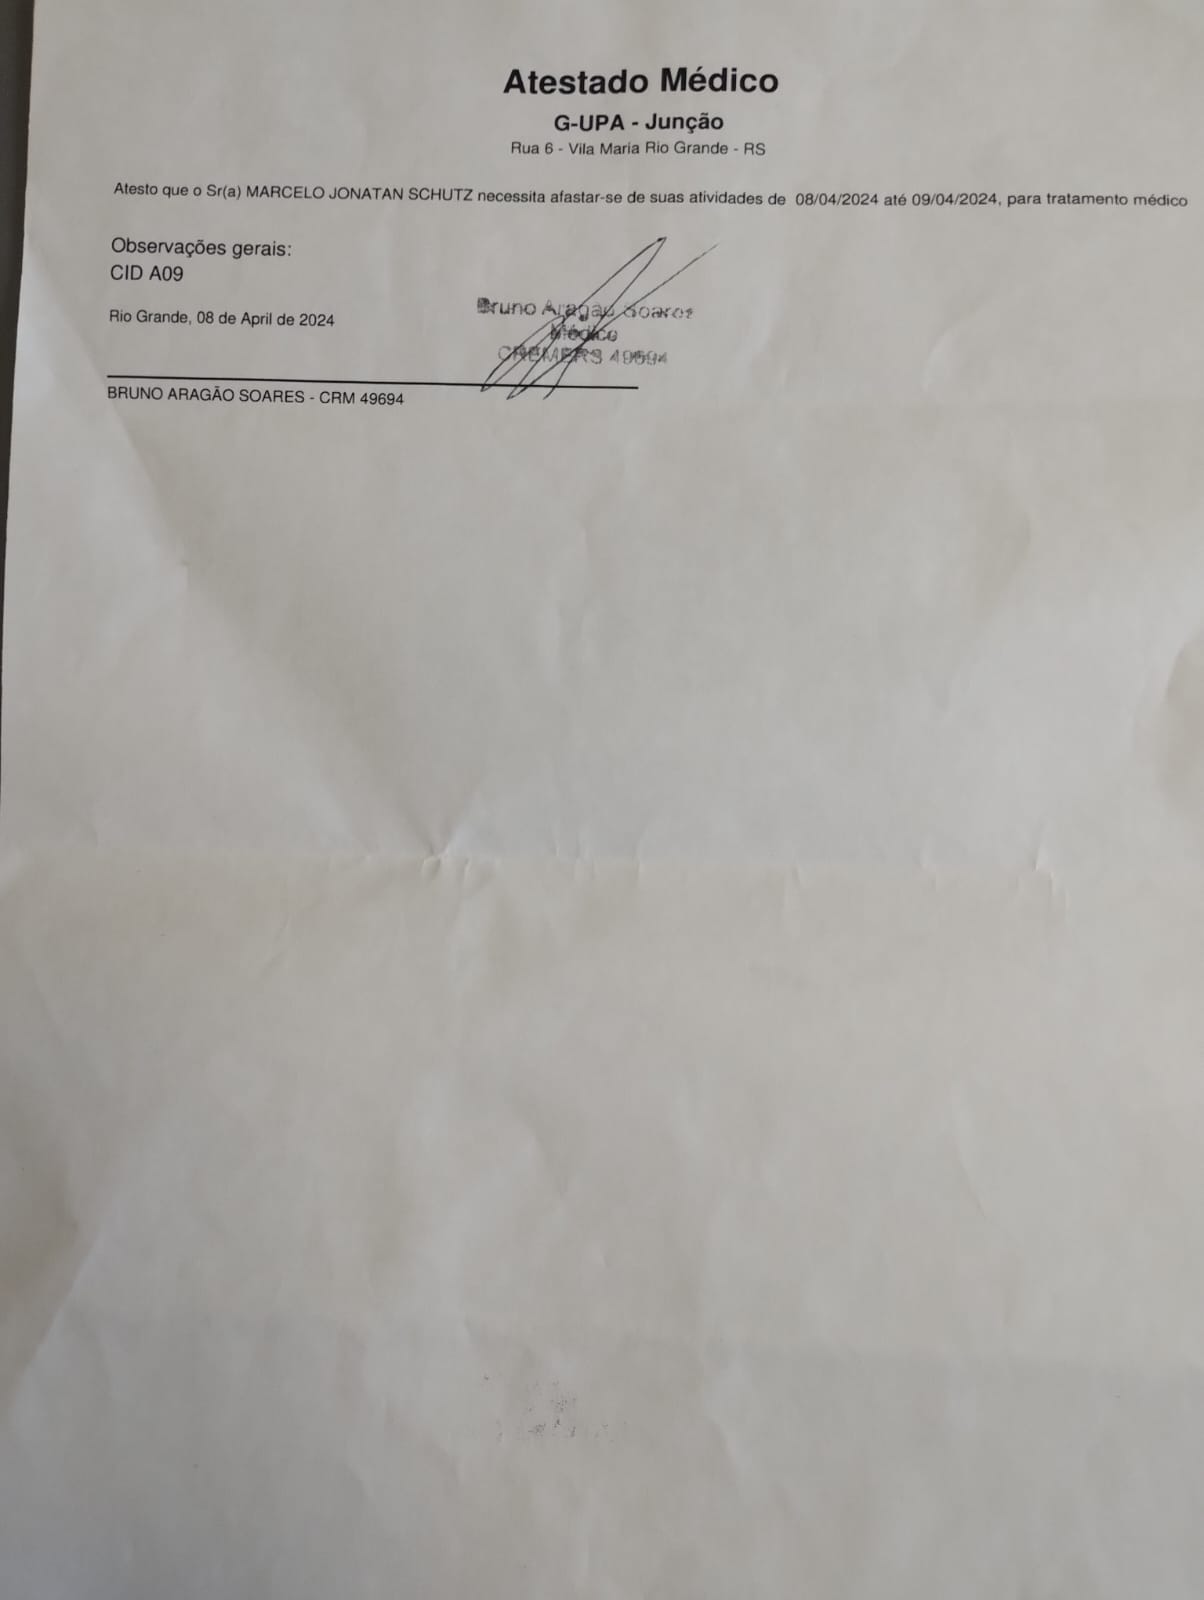 Atestado Médico
G-UPA - Junção
Rua 6 - Vila Maria Rio Grande - RS
Atesto que o Sr(a) MARCELO JONATAN SCHUTZ necessita afastar-se de suas atividades de 08/04/2024 até 09/04/2024, para tratamento médico
Observações gerais:
CID A09
Rio Grande, 08 de April de 2024
Bruno Aragão Soares
Médico
CREMERS 49694
BRUNO ARAGÃO SOARES - CRM 49694